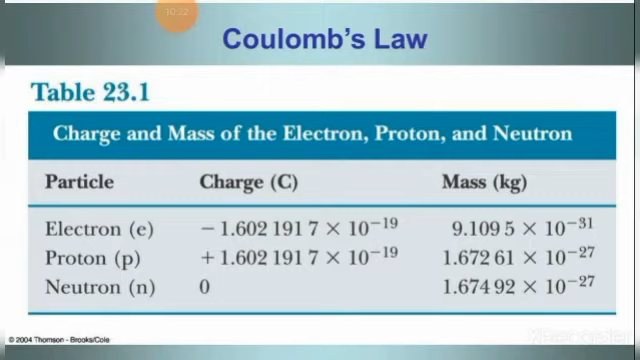 10:22
Coulomb's Law
Table 23.1
Charge and Mass of the Electron, Proton, and Neutron
Particle Charge (C) Mass (kg)
Electron (e) − 1.602 191 7 × 10⁻¹⁹ 9.109 5 × 10⁻³¹
Proton (p) + 1.602 191 7 × 10⁻¹⁹ 1.672 61 × 10⁻²⁷
Neutron (n) 0 1.674 92 × 10⁻²⁷
© 2004 Thomson - Brooks/Cole